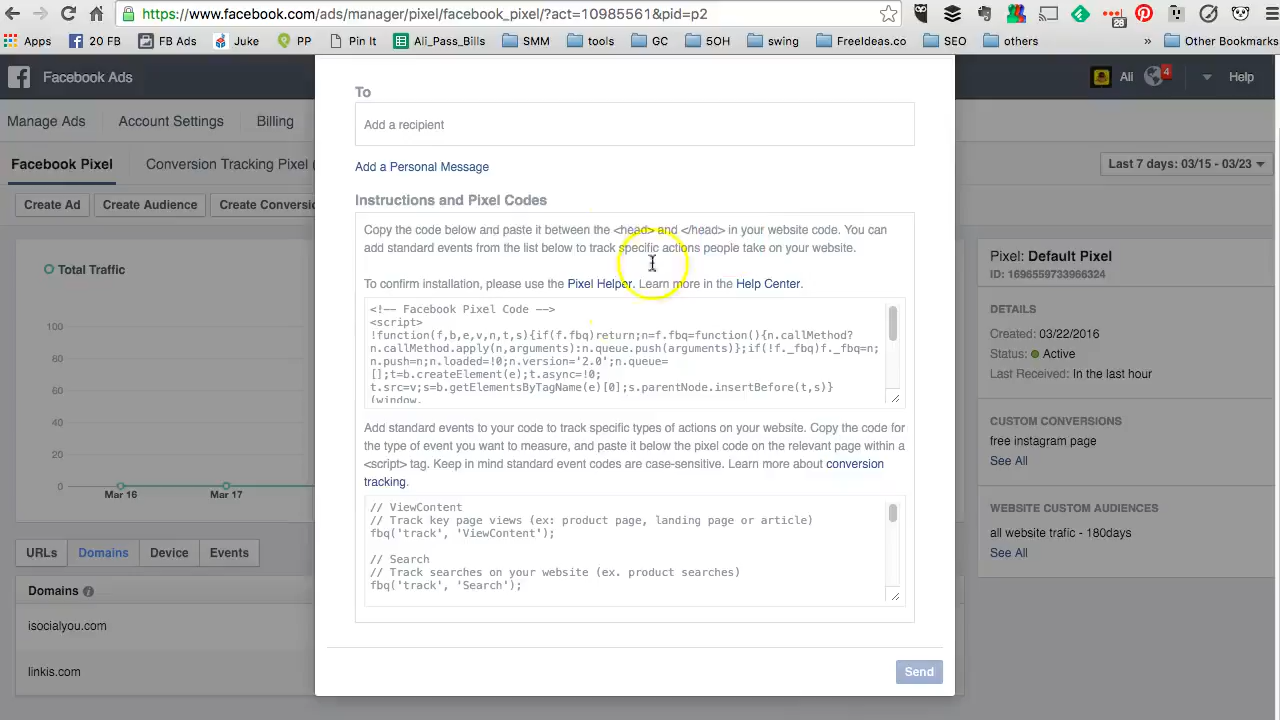 https://www.facebook.com/ads/manager/pixel/facebook_pixel/?act=10985561&pid=p2
23
Apps 20 FB FB Ads Juke PP Pin It Ali_Pass_Bills SMM tools GC 5OH swing FreeIdeas.co SEO others » Other Bookmarks
Facebook Ads
Ali 4 Help
Manage Ads Account Settings Billing
Facebook Pixel Conversion Tracking Pixel (
Last 7 days: 03/15 - 03/23
Create Ad Create Audience Create Conversio
Total Traffic
100
80
60
40
20
0
Mar 16 Mar 17
URLs Domains Device Events
Domains
isocialyou.com
linkis.com
To
Add a recipient
Add a Personal Message
Instructions and Pixel Codes
Copy the code below and paste it between the <head> and </head> in your website code. You can
add standard events from the list below to track specific actions people take on your website.
To confirm installation, please use the Pixel Helper. Learn more in the Help Center.
<!-- Facebook Pixel Code -->
<script>
!function(f,b,e,v,n,t,s){if(f.fbq)return;n=f.fbq=function(){n.callMethod?
n.callMethod.apply(n,arguments):n.queue.push(arguments)};if(!f._fbq)f._fbq=n;
n.push=n;n.loaded=!0;n.version='2.0';n.queue=
[];t=b.createElement(e);t.async=!0;
t.src=v;s=b.getElementsByTagName(e)[0];s.parentNode.insertBefore(t,s)}
(window,
Add standard events to your code to track specific types of actions on your website. Copy the code for
the type of event you want to measure, and paste it below the pixel code on the relevant page within a
<script> tag. Keep in mind standard event codes are case-sensitive. Learn more about conversion
tracking.
// ViewContent
// Track key page views (ex: product page, landing page or article)
fbq('track', 'ViewContent');
// Search
// Track searches on your website (ex. product searches)
fbq('track', 'Search');
Send
Pixel: Default Pixel
ID: 1696559733966324
DETAILS
Created: 03/22/2016
Status: Active
Last Received: In the last hour
CUSTOM CONVERSIONS
free instagram page
See All
WEBSITE CUSTOM AUDIENCES
all website trafic - 180days
See All